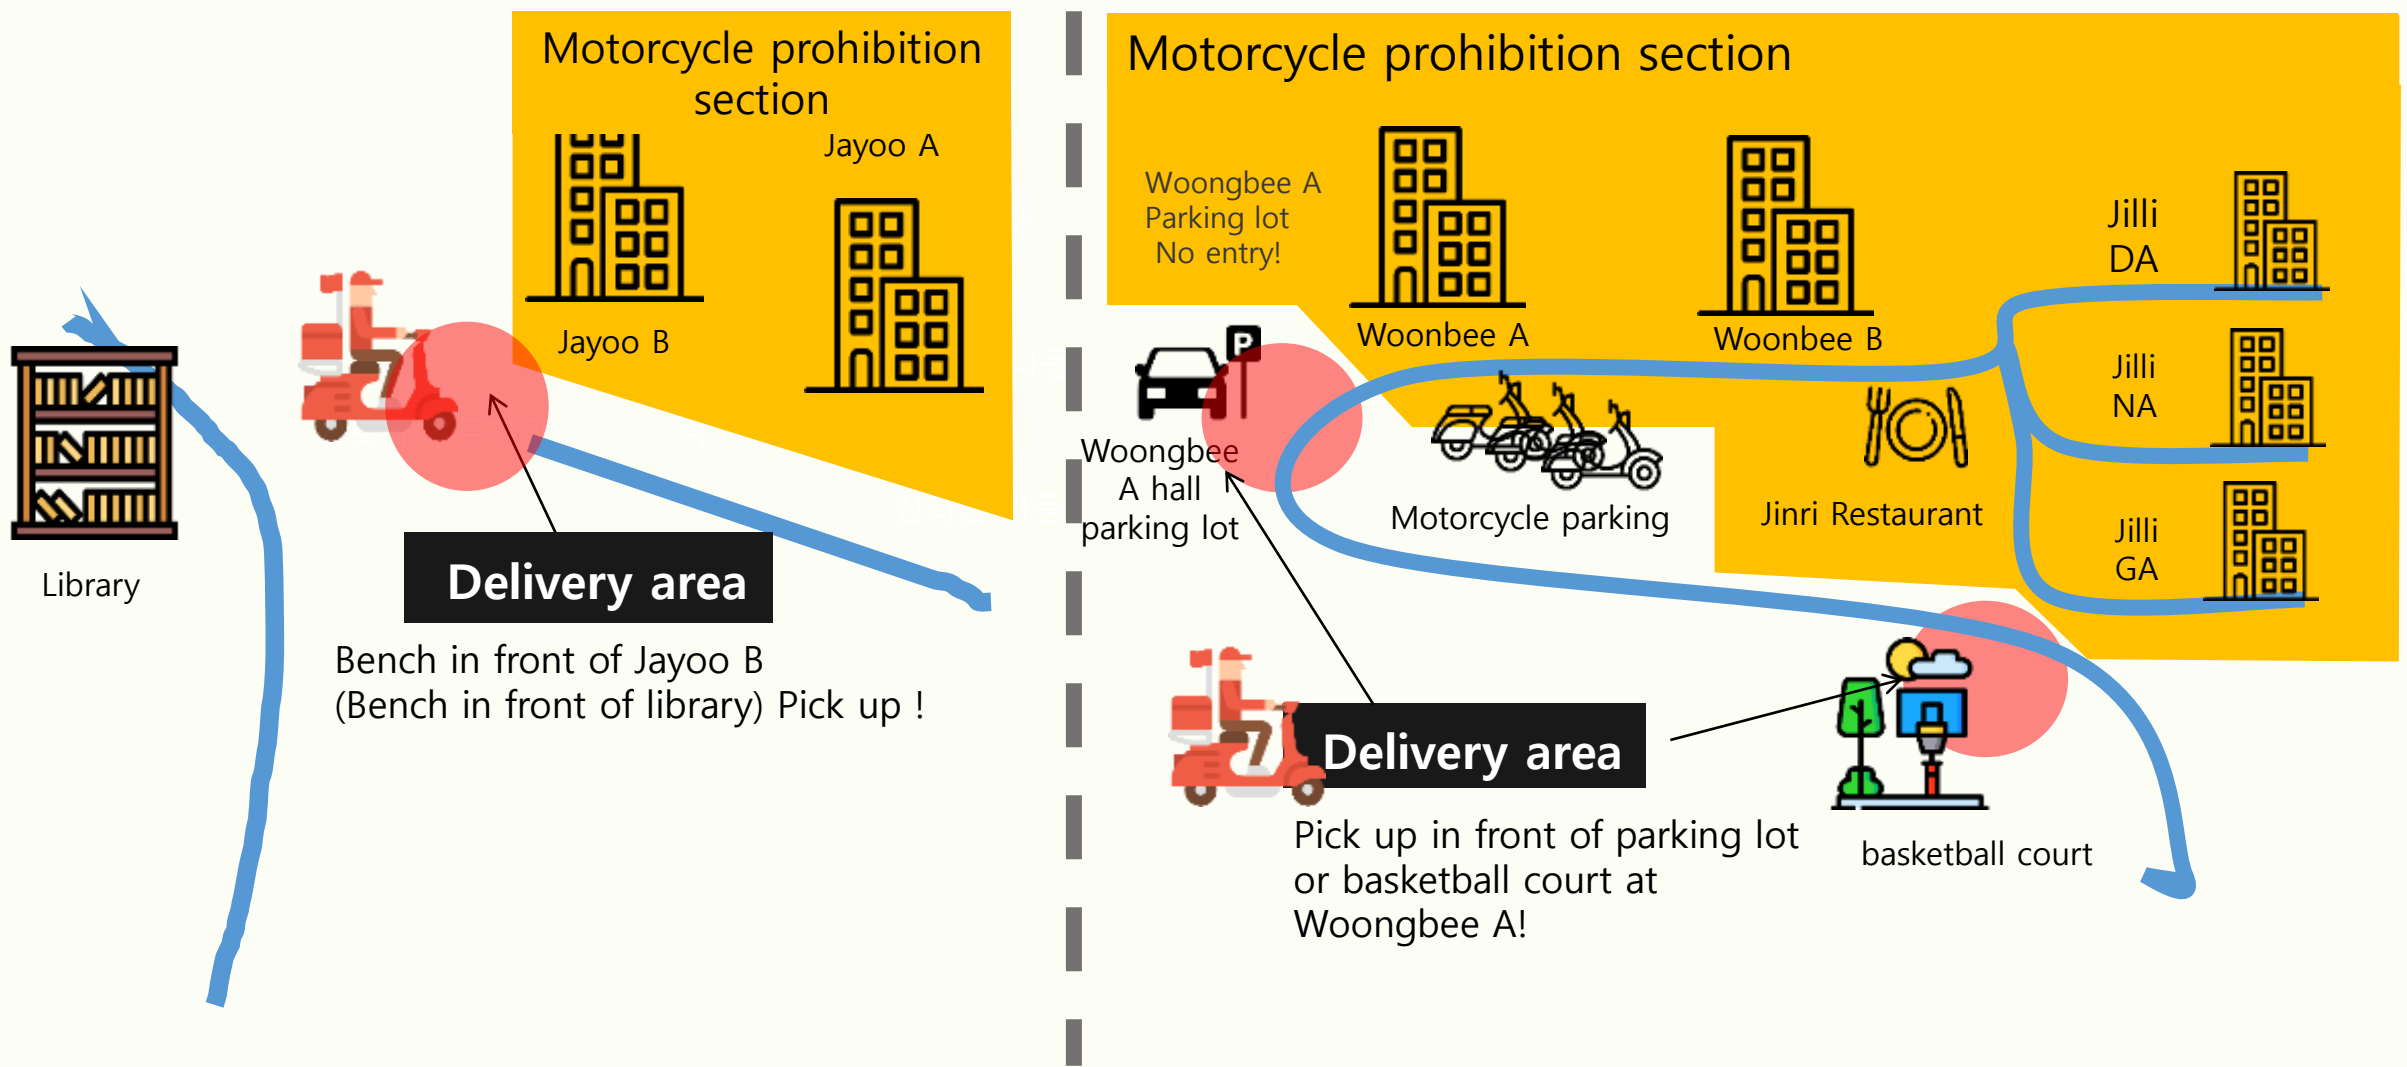 Motorcycle prohibition
section
Jayoo A
Jayoo B
Library
Delivery area
Bench in front of Jayoo B
(Bench in front of library) Pick up !
Motorcycle prohibition section
Woongbee A
Parking lot
No entry!
Woonbee A
Woonbee B
Jilli
DA
Jilli
NA
Jilli
GA
P
Woongbee
A hall
parking lot
Motorcycle parking
Jinri Restaurant
Delivery area
Pick up in front of parking lot
or basketball court at
Woongbee A!
basketball court